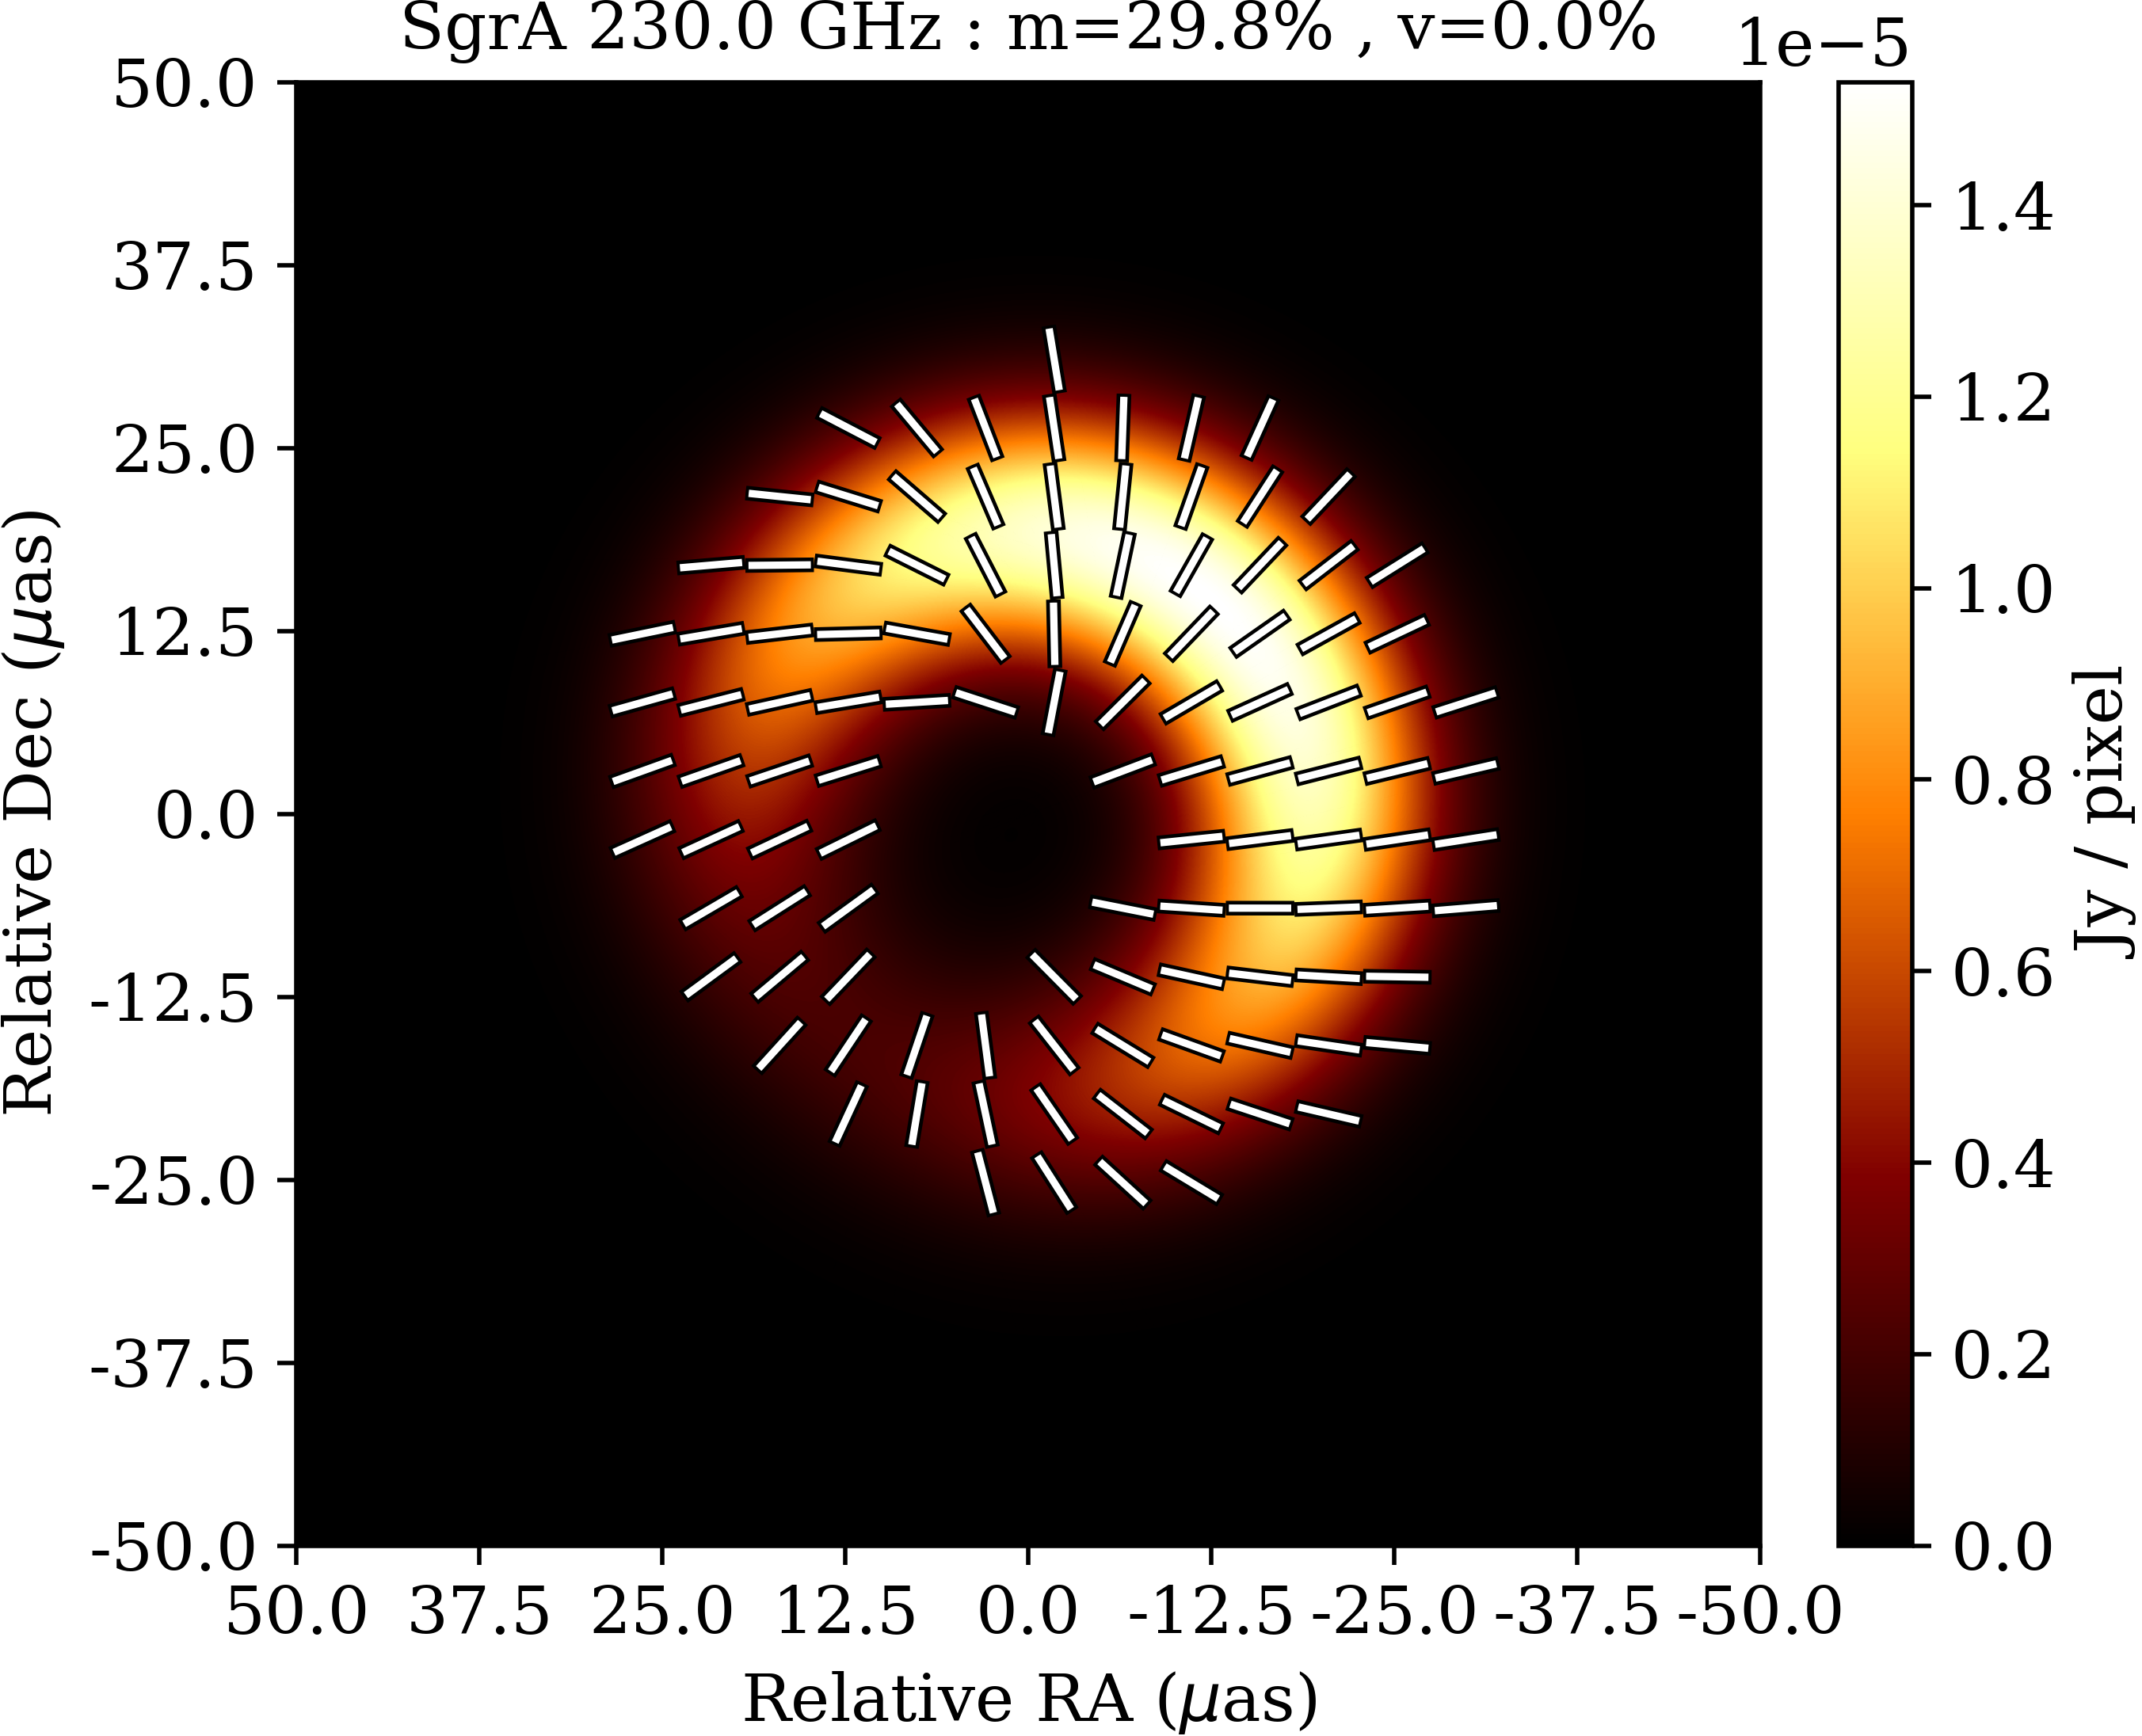 SgrA 230.0 GHz : m=29.8% , v=0.0%
1e−5
50.0
37.5
25.0
12.5
0.0
-12.5
-25.0
-37.5
-50.0
Relative Dec (μas)
50.0 37.5 25.0 12.5 0.0 -12.5 -25.0 -37.5 -50.0
Relative RA (μas)
1.4
1.2
1.0
0.8
0.6
0.4
0.2
0.0
Jy / pixel